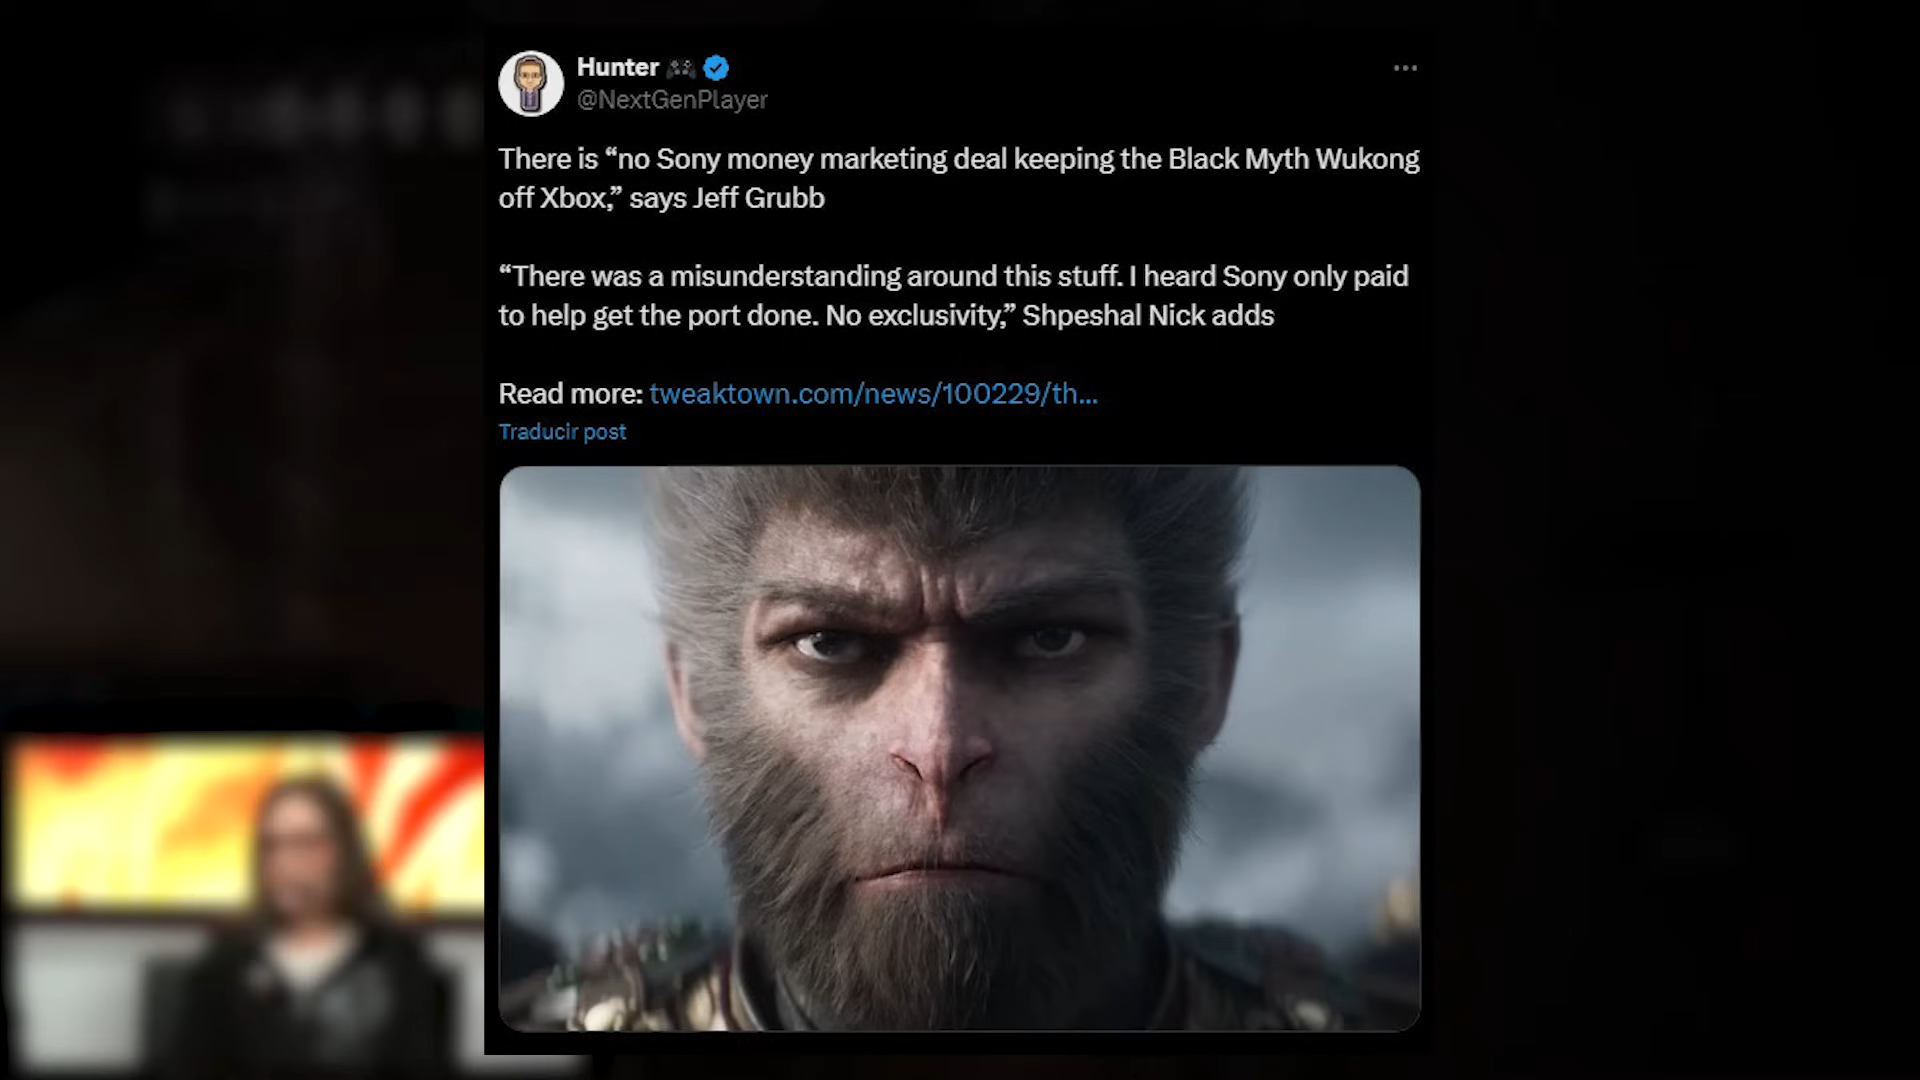 Hunter 🎮
@NextGenPlayer
There is “no Sony money marketing deal keeping the Black Myth Wukong
off Xbox,” says Jeff Grubb
“There was a misunderstanding around this stuff. I heard Sony only paid
to help get the port done. No exclusivity,” Shpeshal Nick adds
Read more: tweaktown.com/news/100229/th...
Traducir post